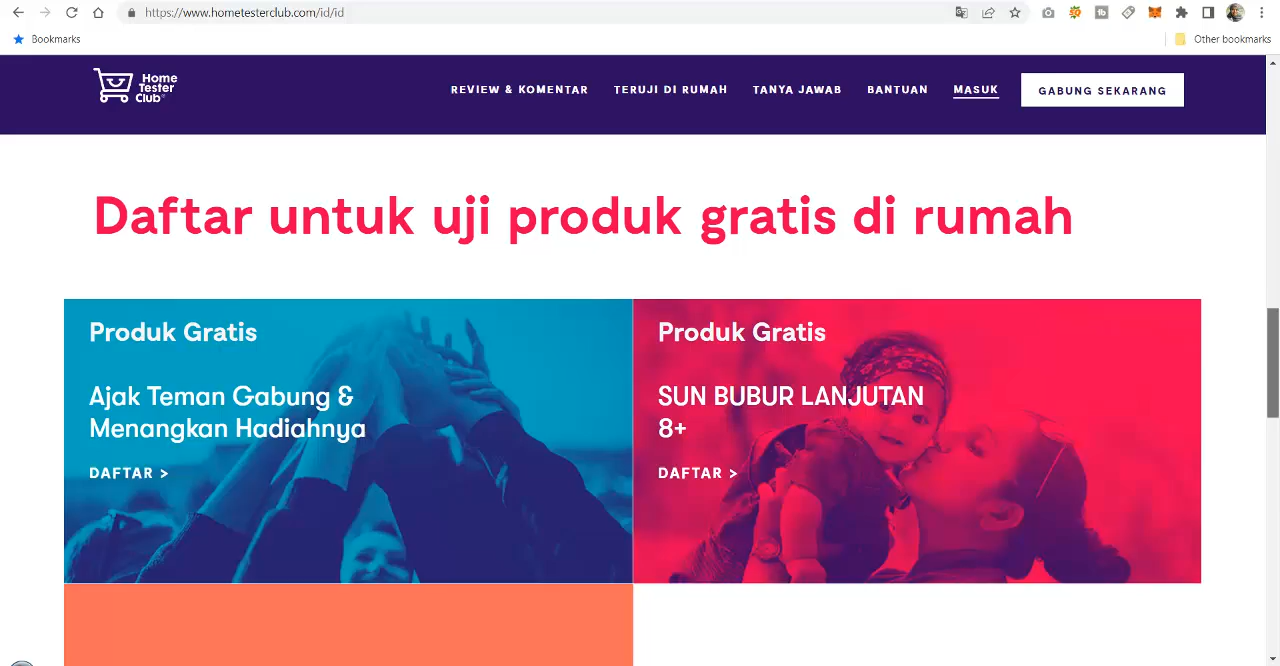 https://www.hometesterclub.com/id/id
Bookmarks
Other bookmarks
Home
Tester
Club
REVIEW & KOMENTAR
TERUJI DI RUMAH
TANYA JAWAB
BANTUAN
MASUK
GABUNG SEKARANG
Daftar untuk uji produk gratis di rumah
Produk Gratis
Ajak Teman Gabung &
Menangkan Hadiahnya
DAFTAR >
Produk Gratis
SUN BUBUR LANJUTAN
8+
DAFTAR >